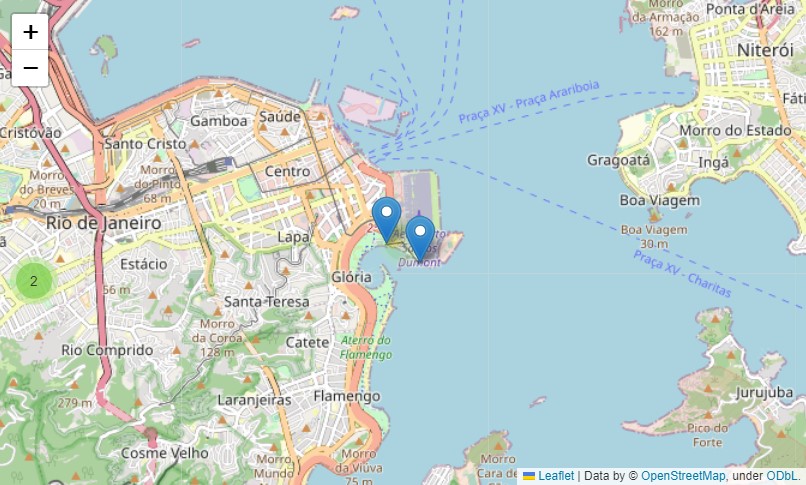 +
−
Morro
da Armação
162 m
Ponta d'Areia
Niterói
Fáti
Cristóvão
Gamboa
Saúde
Praça XV - Praça Arariboia
Santo Cristo
Morro do Estado
Morro
do Pinto
68 m
Centro
Gragoatá
Ingá
Morro
do Breves
20 m
Boa Viagem
Rio de Janeiro
Lapa
Boa Viagem
30 m
Dumont
Praça XV - Charitas
Estácio
Glória
2
56 m
Santa Teresa
Morro
da Coroa
128 m
Catete
Aterro do
Flamengo
Rio Comprido
279 m
Laranjeiras
Flamengo
Jurujuba
Pico do
Forte
Cosme Velho
Morro
Mundo
Morro
da Viúva
75 m
Morro
Cara de
Leaflet | Data by © OpenStreetMap, under ODbL.